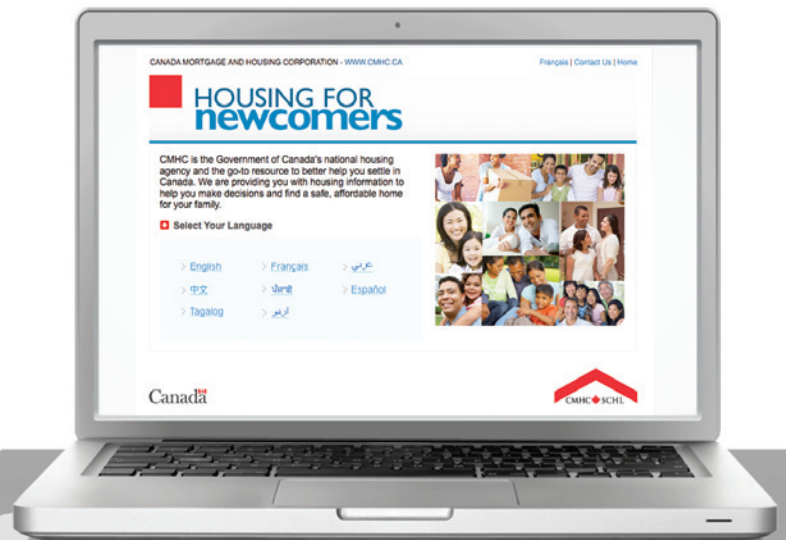 CANADA MORTGAGE AND HOUSING CORPORATION - WWW.CMHC.CA
Français | Contact Us | Home
HOUSING FOR
newcomers
CMHC is the Government of Canada's national housing
agency and the go-to resource to better help you settle in
Canada. We are providing you with housing information to
help you make decisions and find a safe, affordable home
for your family.
Select Your Language
> English > Français > عربي
> 中文 > ਪੰਜਾਬੀ > Español
> Tagalog > اردو
Canada
CMHC SCHL